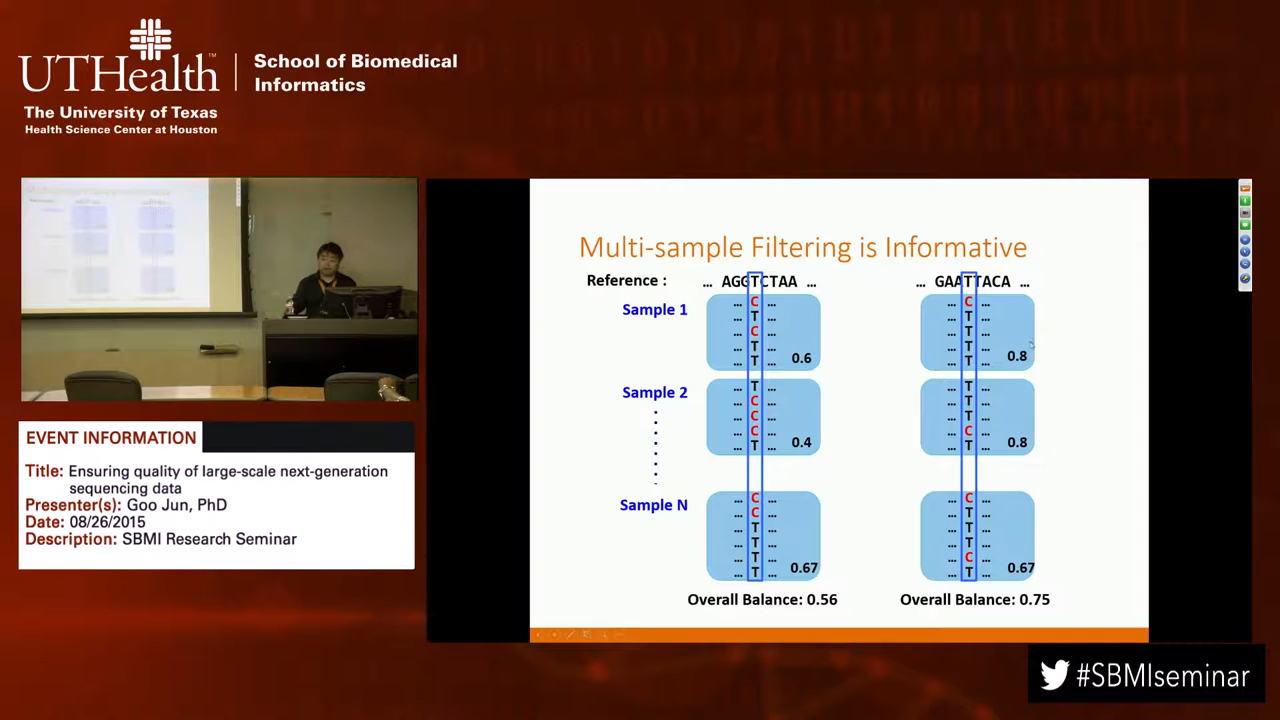 UTHealth™
School of Biomedical
Informatics
The University of Texas
Health Science Center at Houston
EVENT INFORMATION
Title: Ensuring quality of large-scale next-generation
sequencing data
Presenter(s): Goo Jun, PhD
Date: 08/26/2015
Description: SBMI Research Seminar
Multi-sample Filtering is Informative
Reference : ... AGGTCTAA ... ... GAATTACA ...
Sample 1
... C ... ... C ...
... T ... ... T ...
... C ... ... T ...
... T ... ... T ...
... T ... 0.6 ... T ... 0.8
Sample 2
... T ... ... T ...
... C ... ... T ...
... C ... ... T ...
... C ... ... C ...
... T ... 0.4 ... T ... 0.8
Sample N
... C ... ... C ...
... C ... ... T ...
... T ... ... T ...
... T ... ... T ...
... T ... ... C ...
... T ... 0.67 ... T ... 0.67
Overall Balance: 0.56 Overall Balance: 0.75
#SBMIseminar